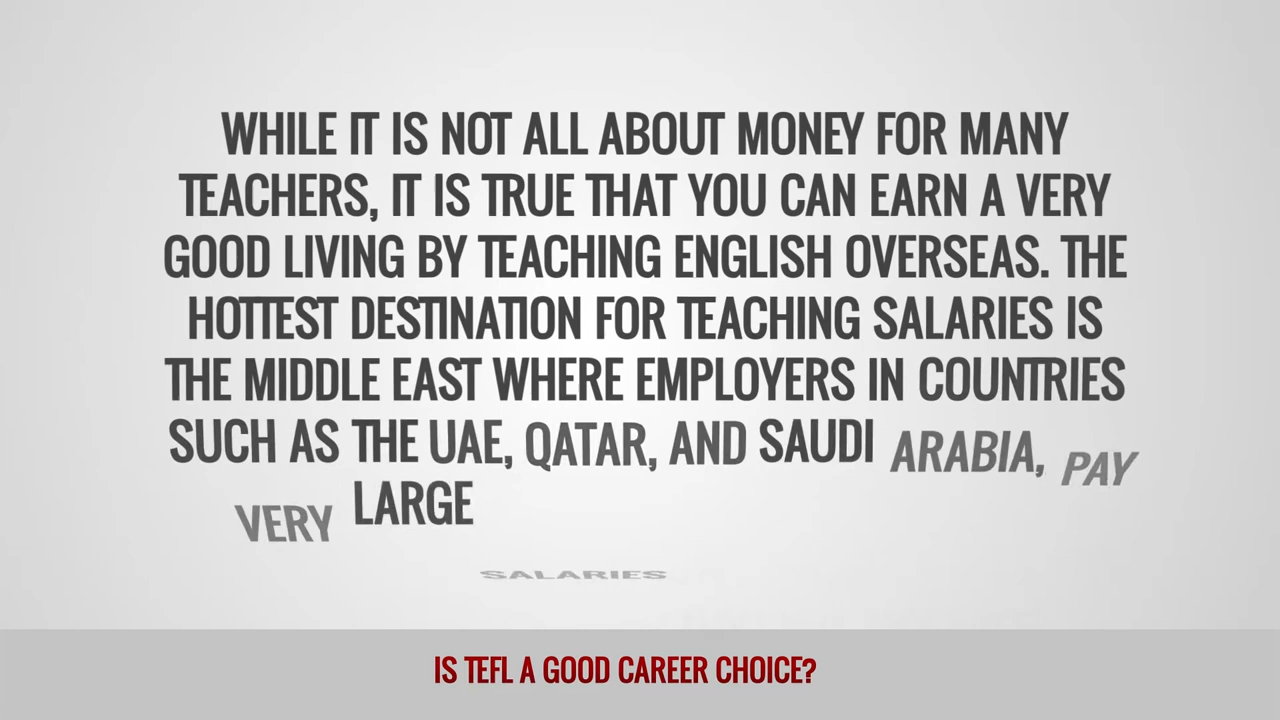 WHILE IT IS NOT ALL ABOUT MONEY FOR MANY
TEACHERS, IT IS TRUE THAT YOU CAN EARN A VERY
GOOD LIVING BY TEACHING ENGLISH OVERSEAS. THE
HOTTEST DESTINATION FOR TEACHING SALARIES IS
THE MIDDLE EAST WHERE EMPLOYERS IN COUNTRIES
SUCH AS THE UAE, QATAR, AND SAUDI ARABIA, PAY
VERY LARGE
SALARIES
IS TEFL A GOOD CAREER CHOICE?